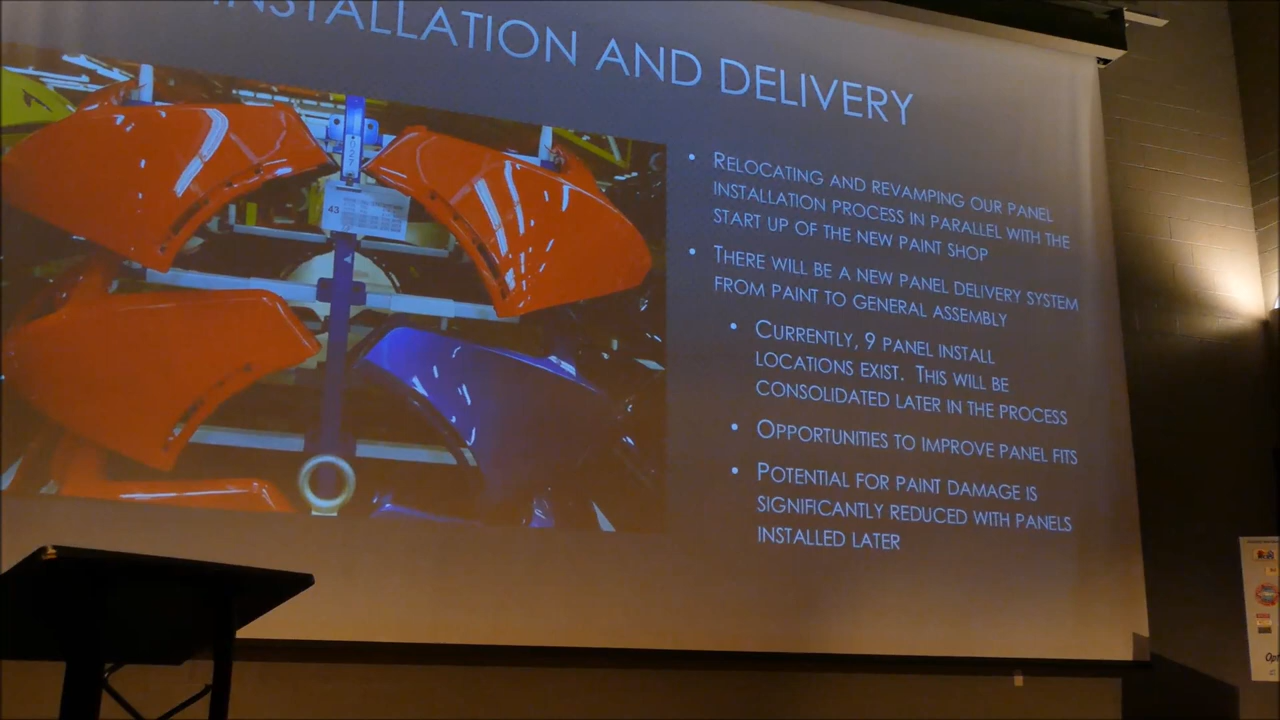 INSTALLATION AND DELIVERY
• RELOCATING AND REVAMPING OUR PANEL
INSTALLATION PROCESS IN PARALLEL WITH THE
START UP OF THE NEW PAINT SHOP
• THERE WILL BE A NEW PANEL DELIVERY SYSTEM
FROM PAINT TO GENERAL ASSEMBLY
• CURRENTLY, 9 PANEL INSTALL
LOCATIONS EXIST. THIS WILL BE
CONSOLIDATED LATER IN THE PROCESS
• OPPORTUNITIES TO IMPROVE PANEL FITS
• POTENTIAL FOR PAINT DAMAGE IS
SIGNIFICANTLY REDUCED WITH PANELS
INSTALLED LATER
43